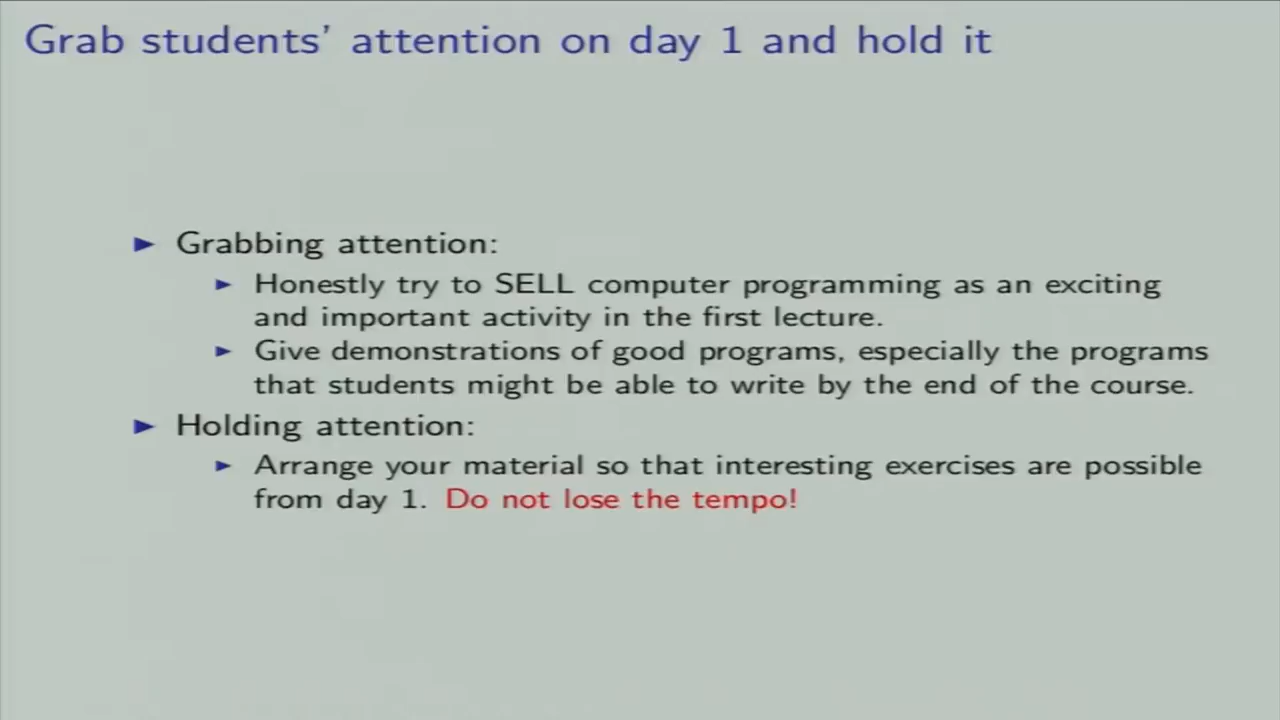 Grab students' attention on day 1 and hold it
Grabbing attention:
Honestly try to SELL computer programming as an exciting
and important activity in the first lecture.
Give demonstrations of good programs, especially the programs
that students might be able to write by the end of the course.
Holding attention:
Arrange your material so that interesting exercises are possible
from day 1. Do not lose the tempo!